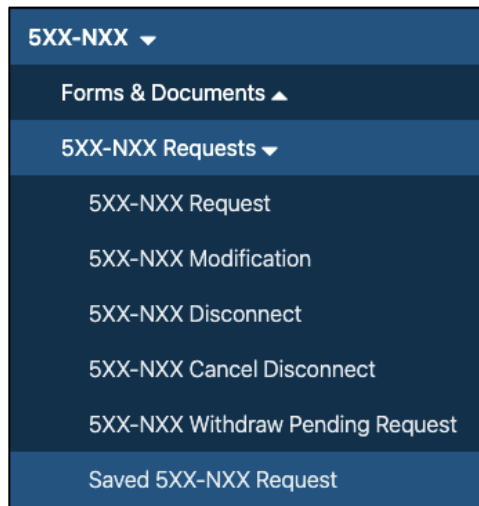 5XX-NXX
Forms & Documents
5XX-NXX Requests
5XX-NXX Request
5XX-NXX Modification
5XX-NXX Disconnect
5XX-NXX Cancel Disconnect
5XX-NXX Withdraw Pending Request
Saved 5XX-NXX Request